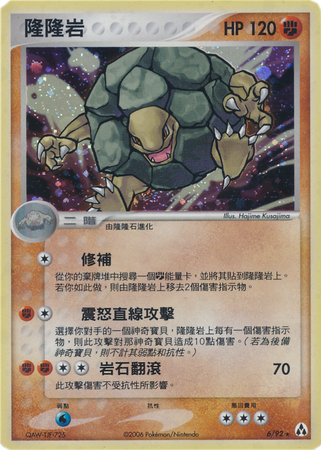 隆隆岩 HP 120
Illus. Hajime Kusajima
二 階
由隆隆石進化
修補
從你的棄牌堆中搜尋一個能量卡，並將其貼到隆隆岩上。
若你如此做，則由隆隆岩上移去2個傷害指示物。
震怒直線攻擊
選擇你對手的一個神奇寶貝，隆隆岩上每有一個傷害指示
物，此攻擊對那神奇寶貝造成10點傷害。(若為後備
神奇寶貝，則不計其弱點和抗性。)
岩石翻滾 70
此攻擊傷害不受抗性所影響。
弱點 抗性 撤回費用
©2006 Pokémon/Nintendo 6/92 ★